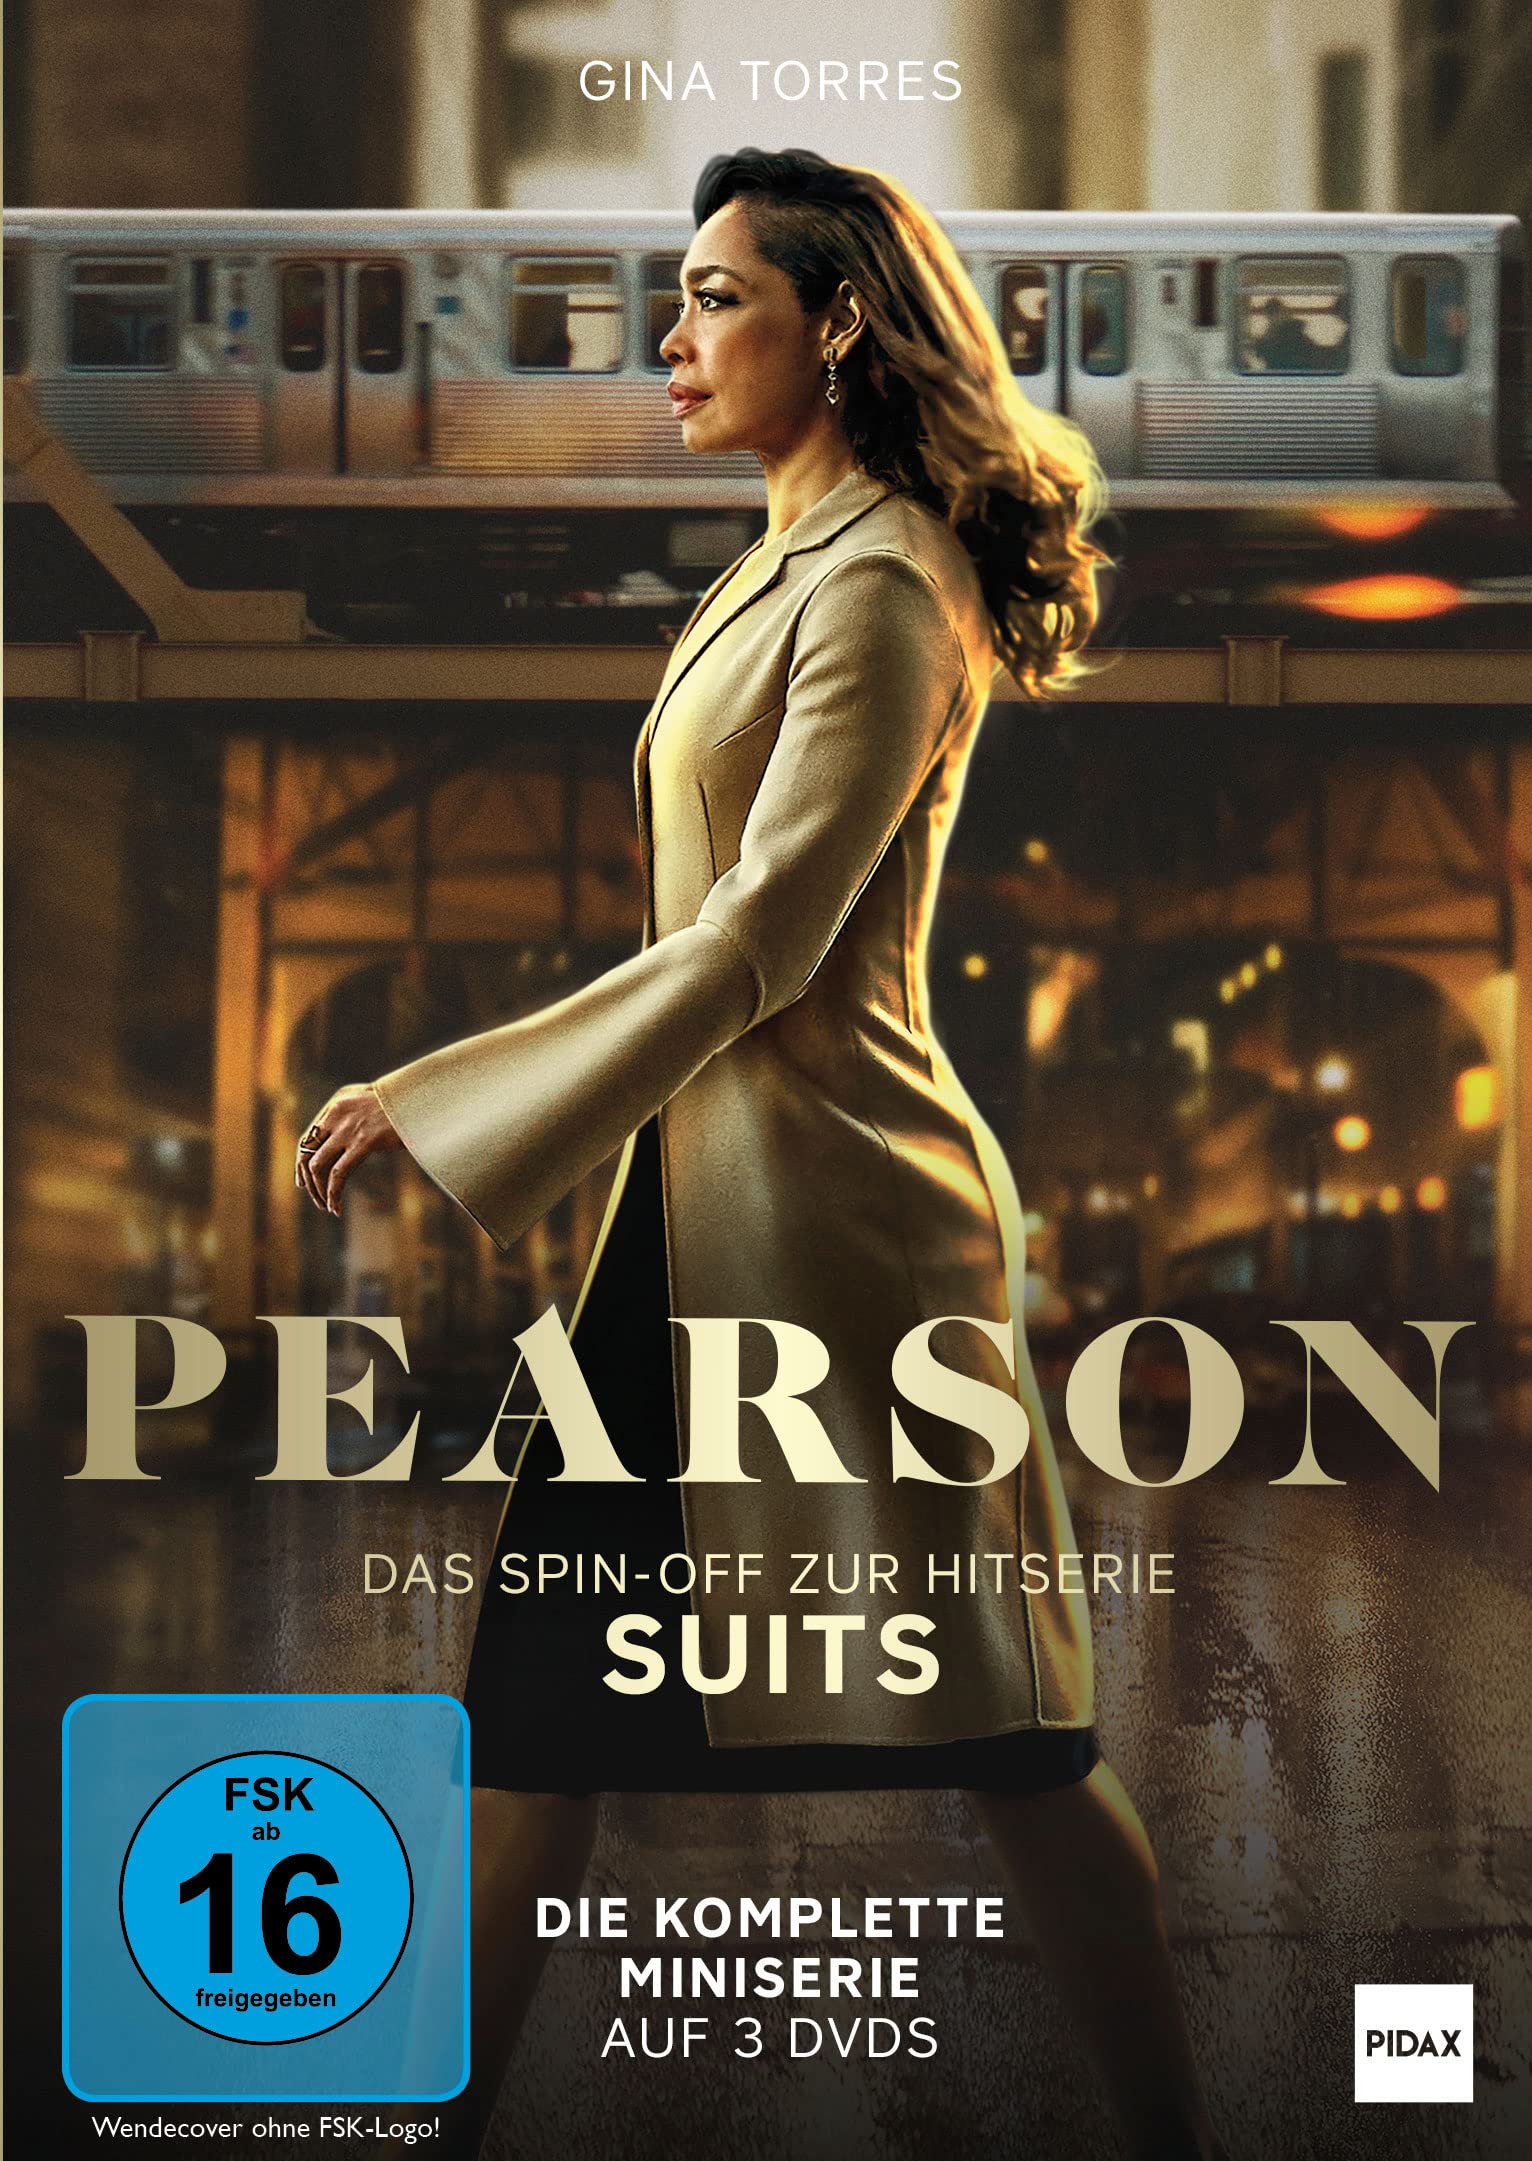 GINA TORRES
PEARSON
DAS SPIN-OFF ZUR HITSERIE
SUITS
FSK
ab
16
freigegeben
DIE KOMPLETTE
MINISERIE
AUF 3 DVDS
PIDAX
Wendecover ohne FSK-Logo!